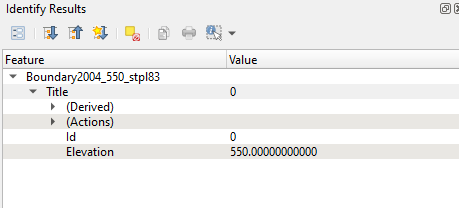 Identify Results
Feature Value
Boundary2004_550_stpl83
Title 0
(Derived)
(Actions)
Id 0
Elevation 550.00000000000